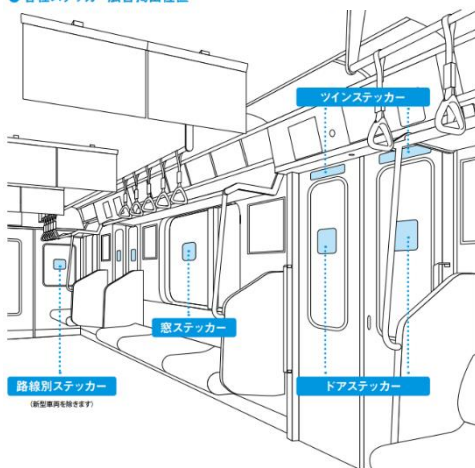 ツインステッカー
窓ステッカー
路線別ステッカー
(新型車両を除きます)
ドアステッカー